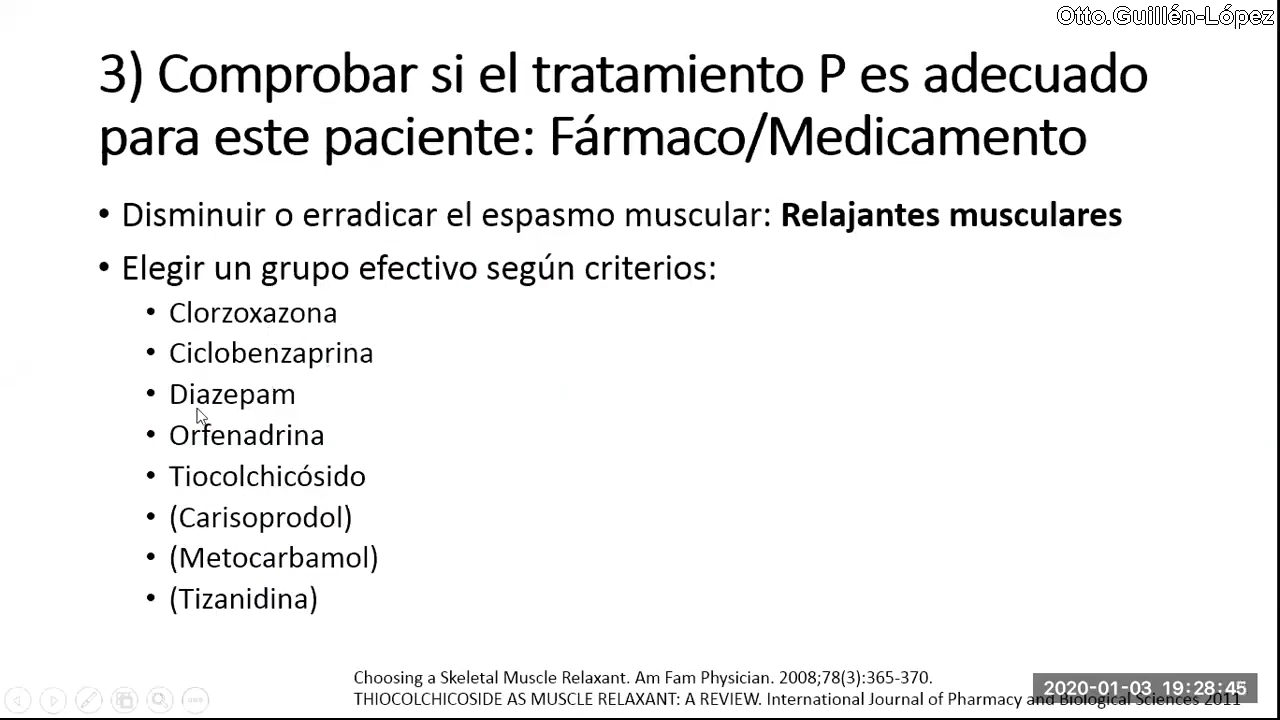 Otto.Guillén-López
3) Comprobar si el tratamiento P es adecuado
para este paciente: Fármaco/Medicamento
• Disminuir o erradicar el espasmo muscular: Relajantes musculares
• Elegir un grupo efectivo según criterios:
• Clorzoxazona
• Ciclobenzaprina
• Diazepam
• Orfenadrina
• Tiocolchicósido
• (Carisoprodol)
• (Metocarbamol)
• (Tizanidina)
Choosing a Skeletal Muscle Relaxant. Am Fam Physician. 2008;78(3):365-370.
THIOCOLCHICOSIDE AS MUSCLE RELAXANT: A REVIEW. International Journal of Pharmacy and Biological Sciences 2011
2020-01-03 19:28:45